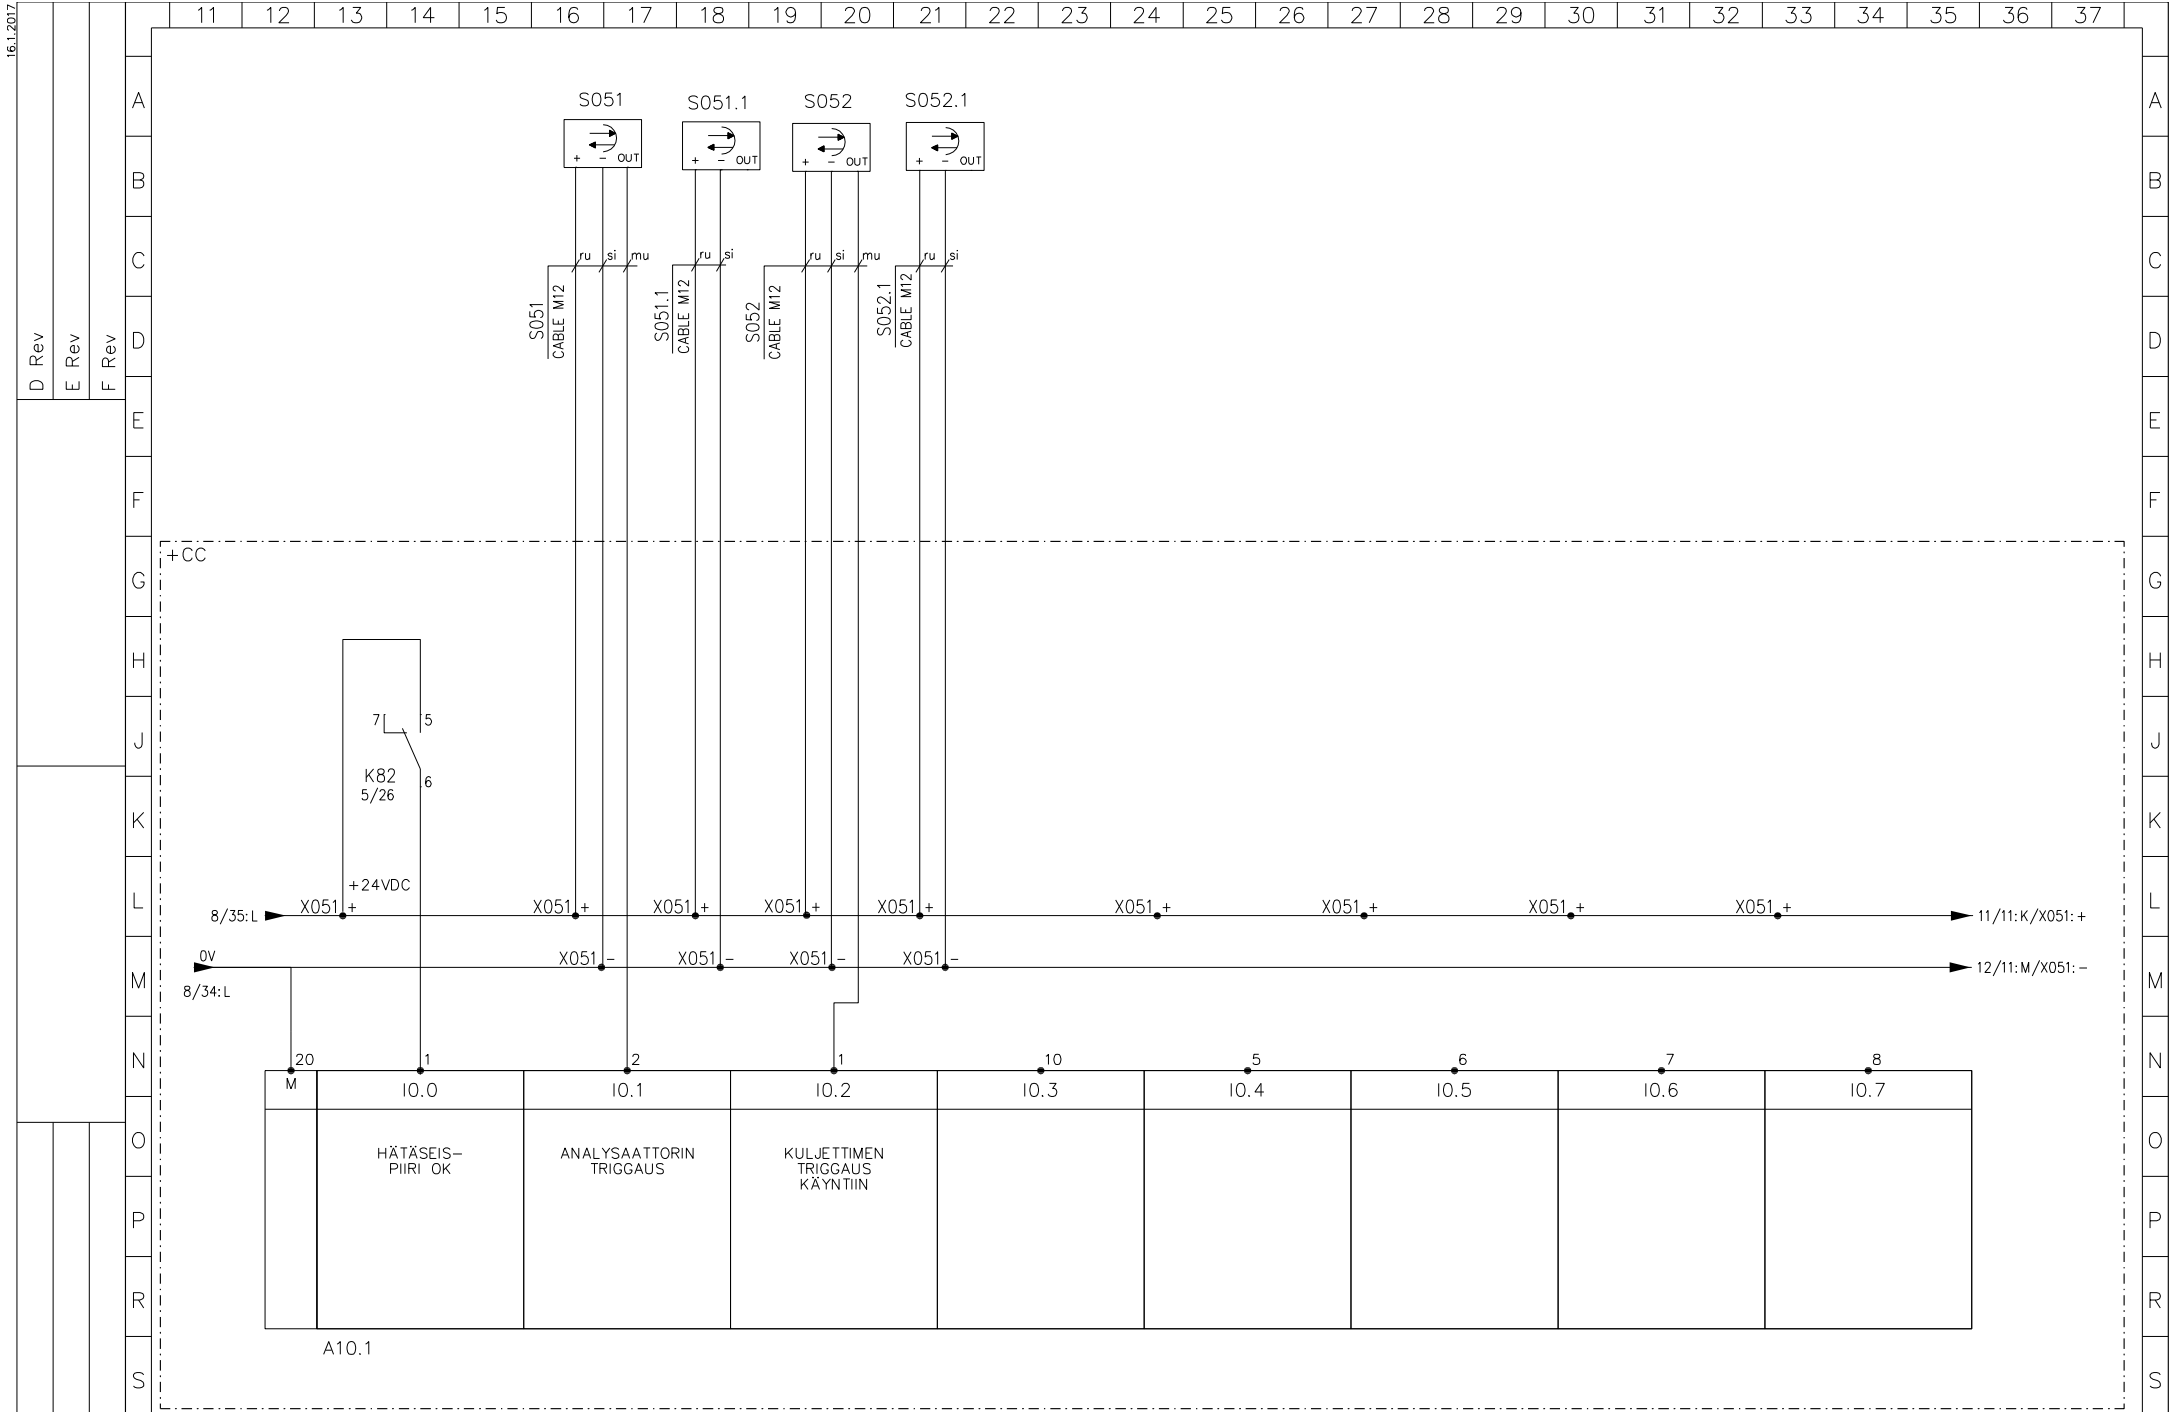 16.1.2017
11 12 13 14 15 16 17 18 19 20 21 22 23 24 25 26 27 28 29 30 31 32 33 34 35 36 37
D Rev
E Rev
F Rev
A A
B B
C C
D D
E E
F F
G G
H H
J J
K K
L L
M M
N N
O O
P P
R R
S S
S051 S051.1 S052 S052.1
+ − OUT + − OUT + − OUT + − OUT
ru si mu ru si ru si mu ru si
S051
CABLE M12
S051.1
CABLE M12
S052
CABLE M12
S052.1
CABLE M12
+CC
7 5
K82
5/26
6
+24VDC
8/35:L X051 + X051 + X051 + X051 + X051 + X051 + X051 + X051 + X051 + 11/11:K/X051:+
0V X051 − X051 − X051 − X051 − 12/11:M/X051:−
8/34:L
20 1 2 1 10 5 6 7 8
M I0.0 I0.1 I0.2 I0.3 I0.4 I0.5 I0.6 I0.7
HÄTÄSEIS−
PIIRI OK
ANALYSAATTORIN
TRIGGAUS
KULJETTIMEN
TRIGGAUS
KÄYNTIIN
A10.1